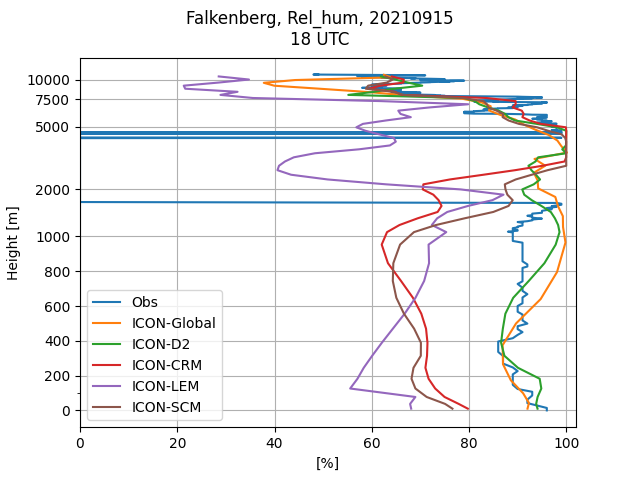 Falkenberg, Rel_hum, 20210915
18 UTC
10000
7500
5000
2000
1000
800
600
400
200
0
Height [m]
Obs
ICON-Global
ICON-D2
ICON-CRM
ICON-LEM
ICON-SCM
0 20 40 60 80 100
[%]